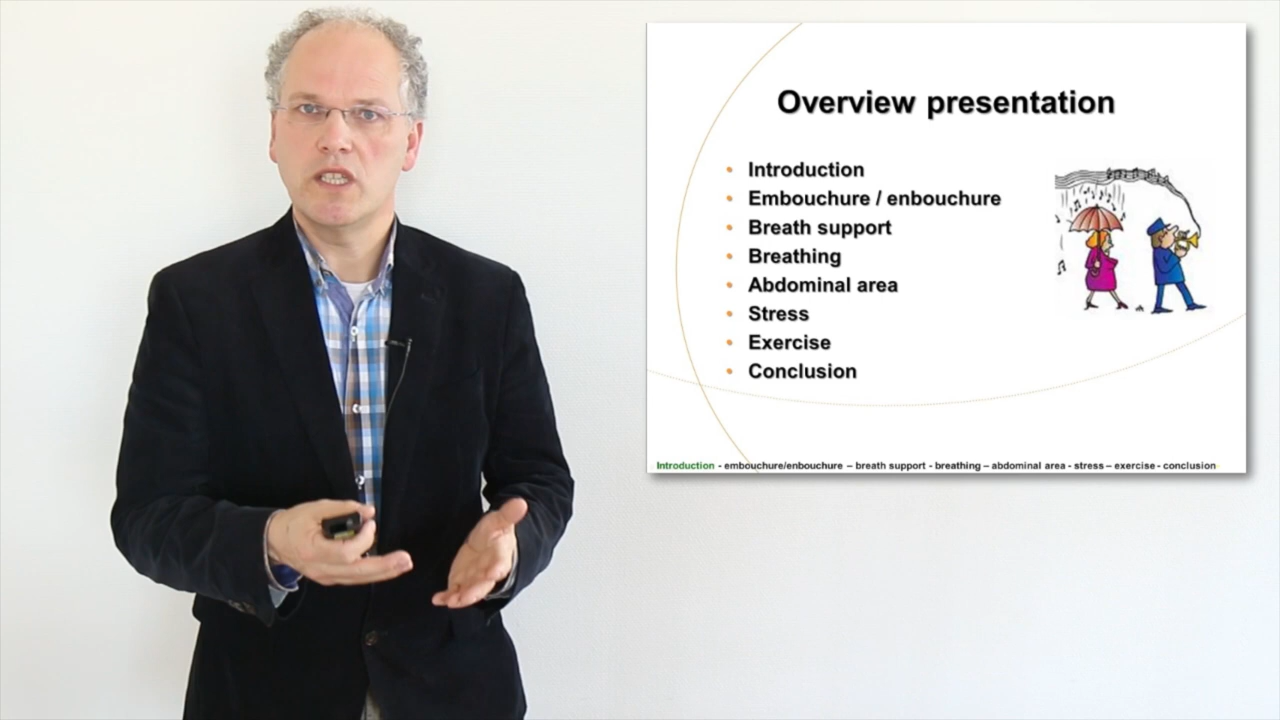 Overview presentation
• Introduction
• Embouchure / enbouchure
• Breath support
• Breathing
• Abdominal area
• Stress
• Exercise
• Conclusion
Introduction - embouchure/enbouchure – breath support - breathing – abdominal area - stress – exercise - conclusion